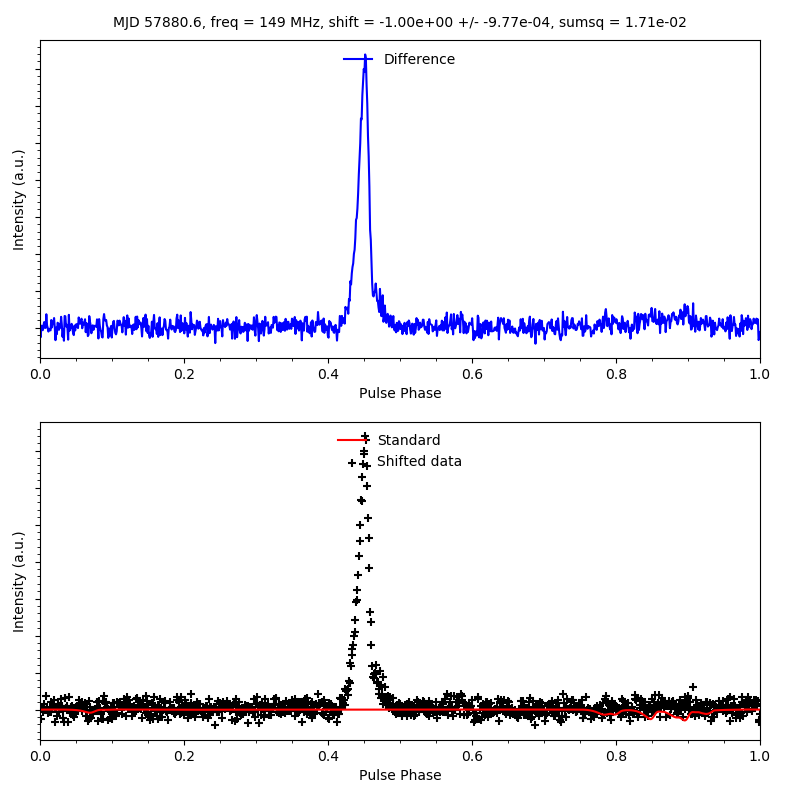 MJD 57880.6, freq = 149 MHz, shift = -1.00e+00 +/- -9.77e-04, sumsq = 1.71e-02
Difference
Intensity (a.u.)
0.0 0.2 0.4 0.6 0.8 1.0
Pulse Phase
Standard
Shifted data
Intensity (a.u.)
0.0 0.2 0.4 0.6 0.8 1.0
Pulse Phase